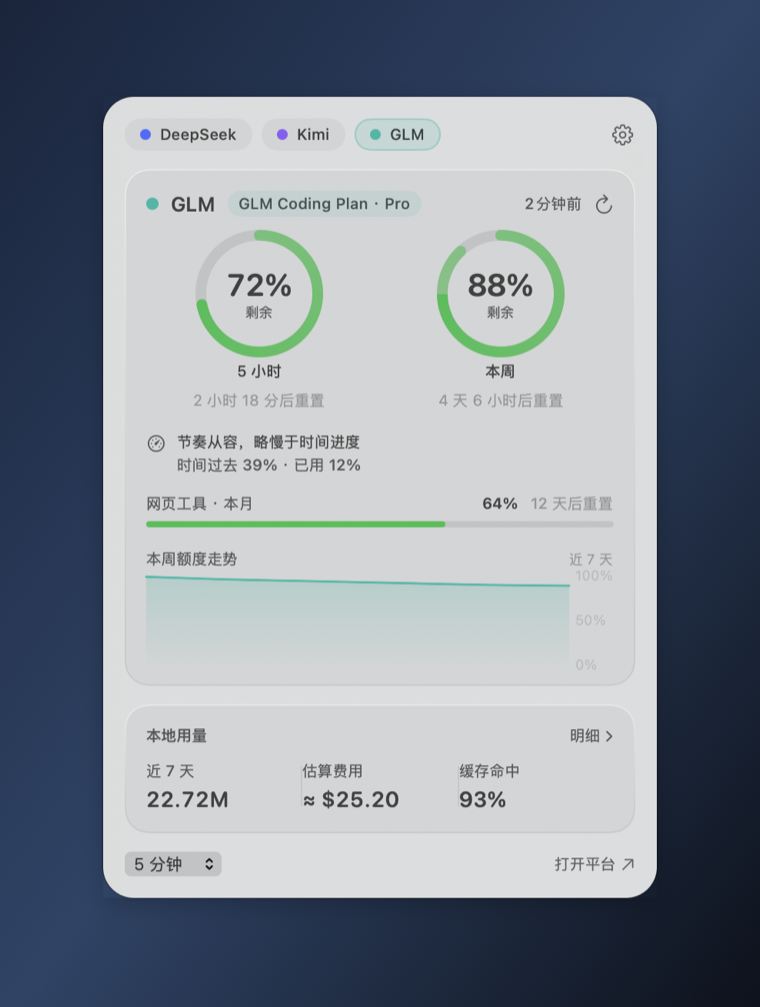 DeepSeek Kimi GLM
GLM GLM Coding Plan · Pro 2 分钟前
72% 88%
剩余 剩余
5 小时 本周
2 小时 18 分后重置 4 天 6 小时后重置
节奏从容，略慢于时间进度
时间过去 39% · 已用 12%
网页工具 · 本月 64% 12 天后重置
本周额度走势 近 7 天
100%
50%
0%
本地用量 明细
近 7 天 估算费用 缓存命中
22.72M ≈ $25.20 93%
5 分钟 打开平台